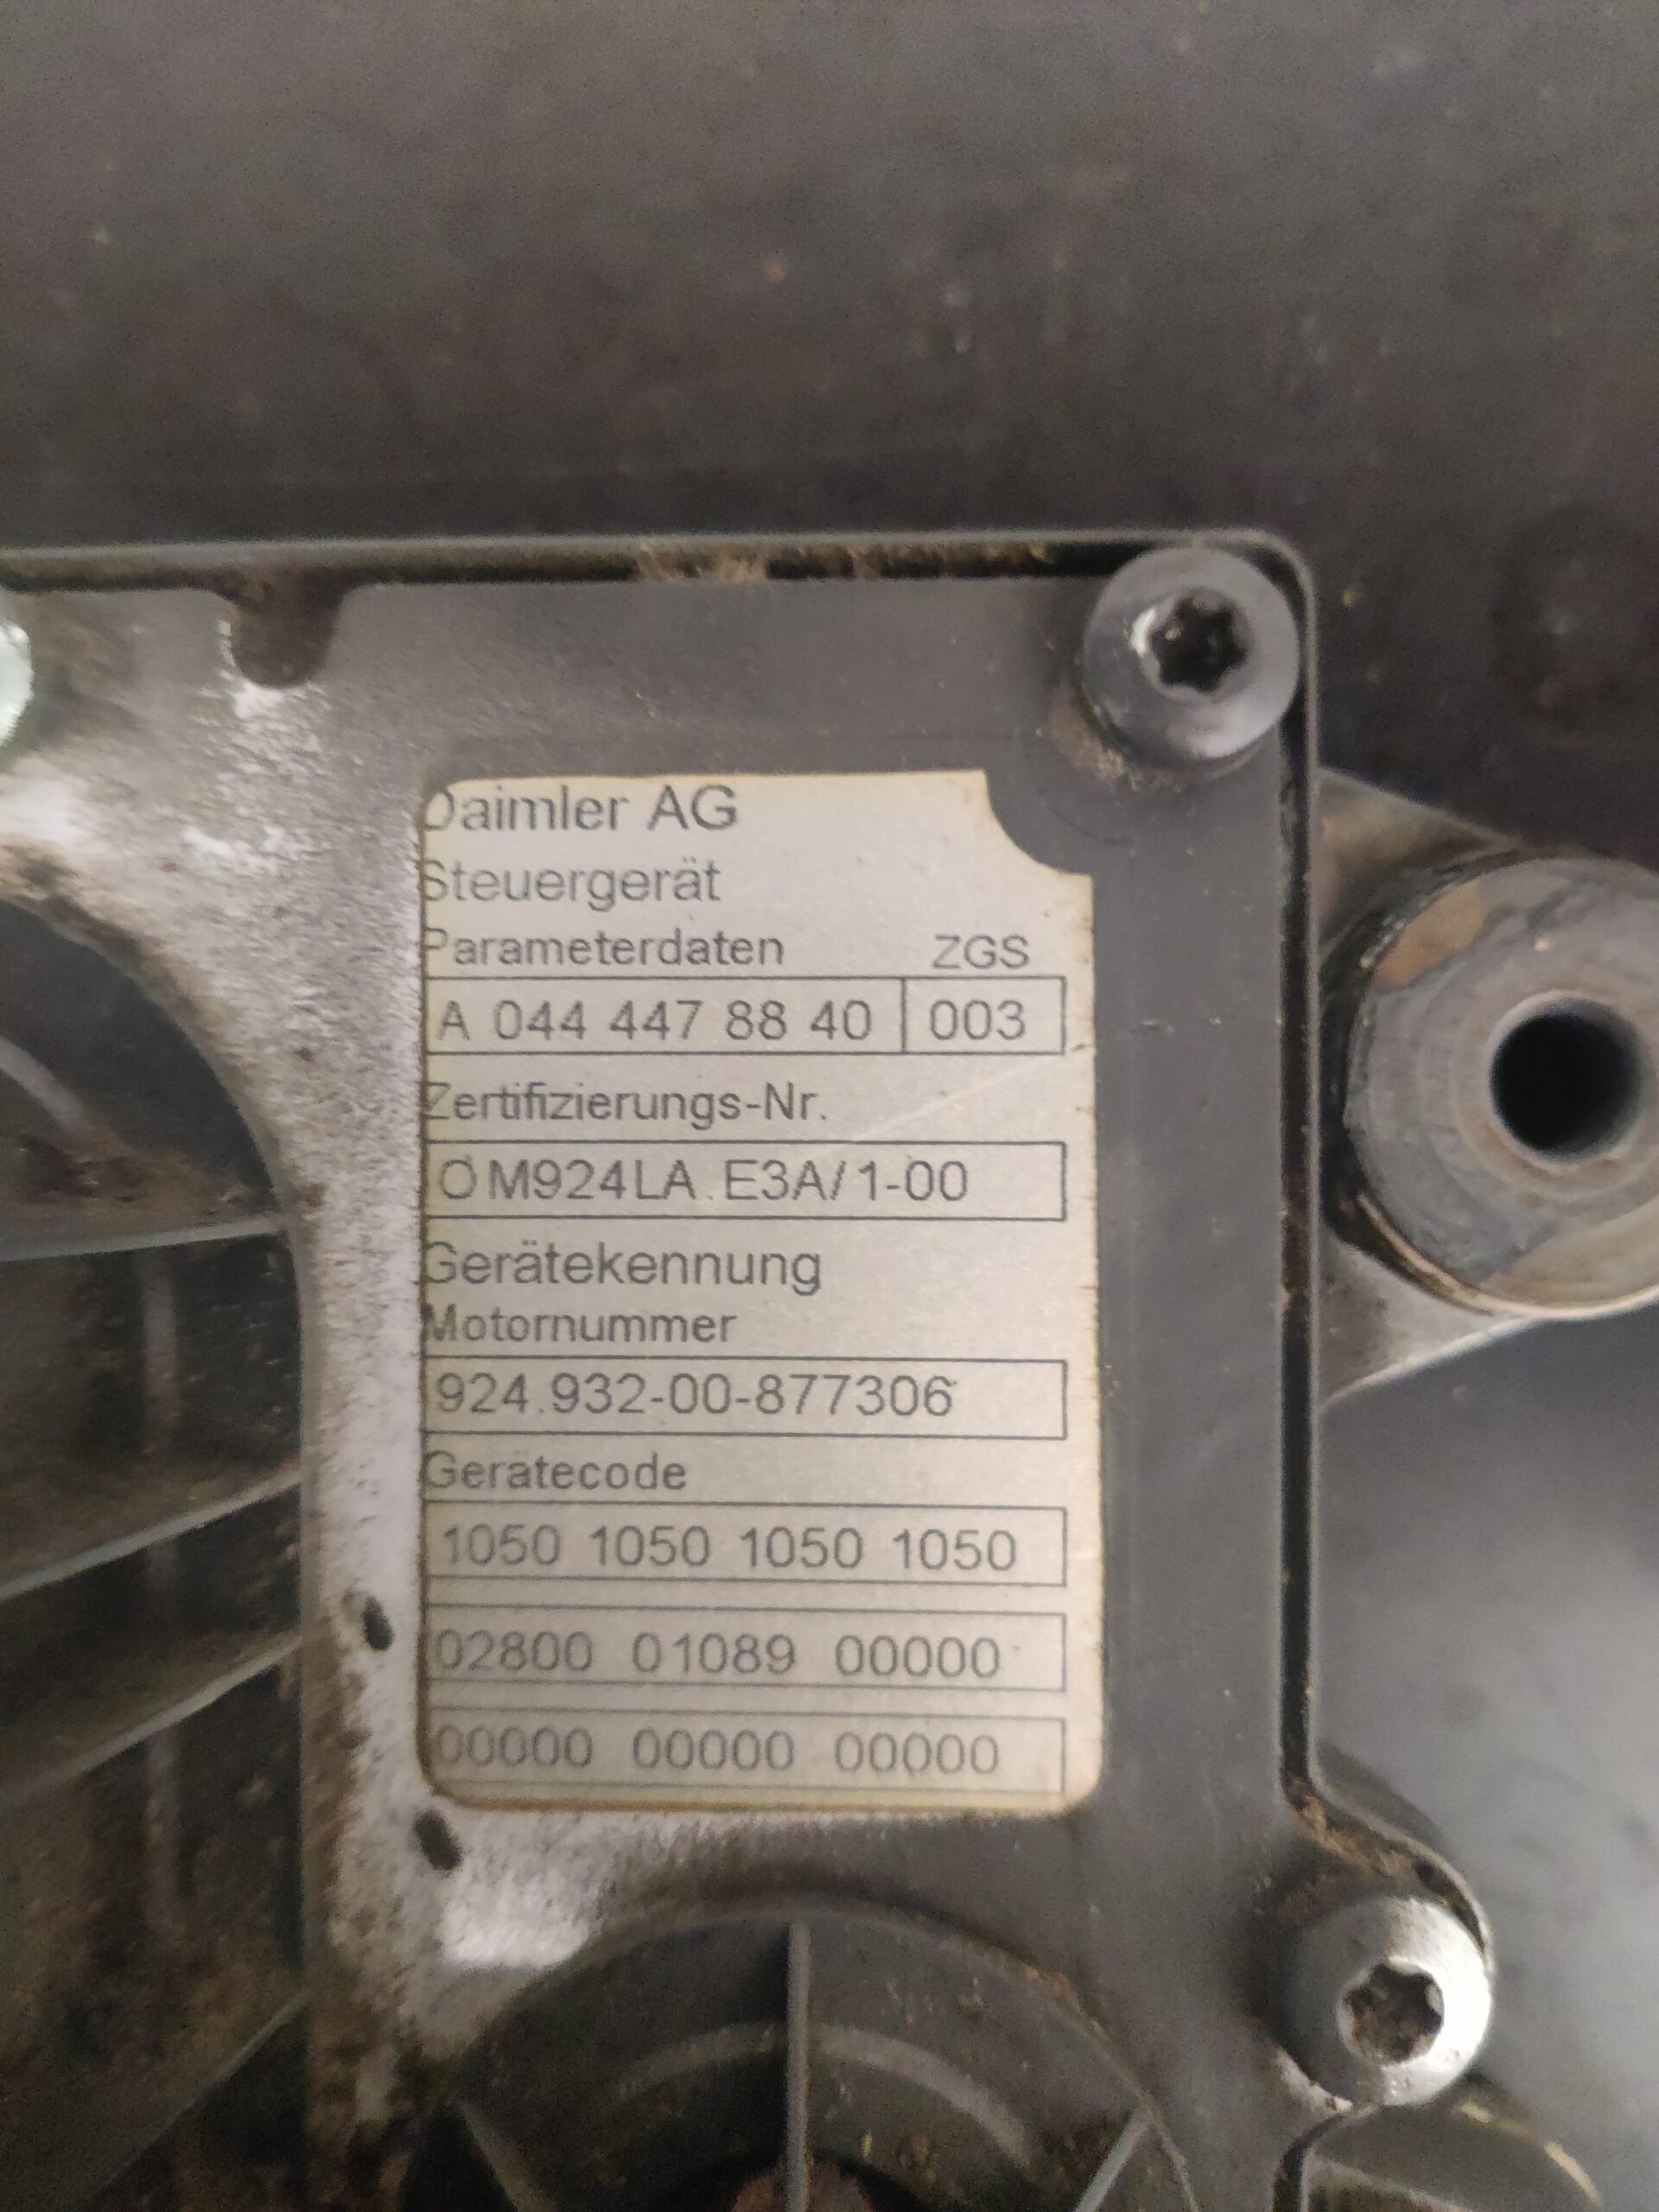 Daimler AG
Steuergerät
Parameterdaten ZGS
A 044 447 88 40 003
Zertifizierungs-Nr.
OM924LA. E3A/1-00
Gerätekennung
Motornummer
924.932-00-877306
Gerätecode
1050 1050 1050 1050
02800 01089 00000
00000 00000 00000